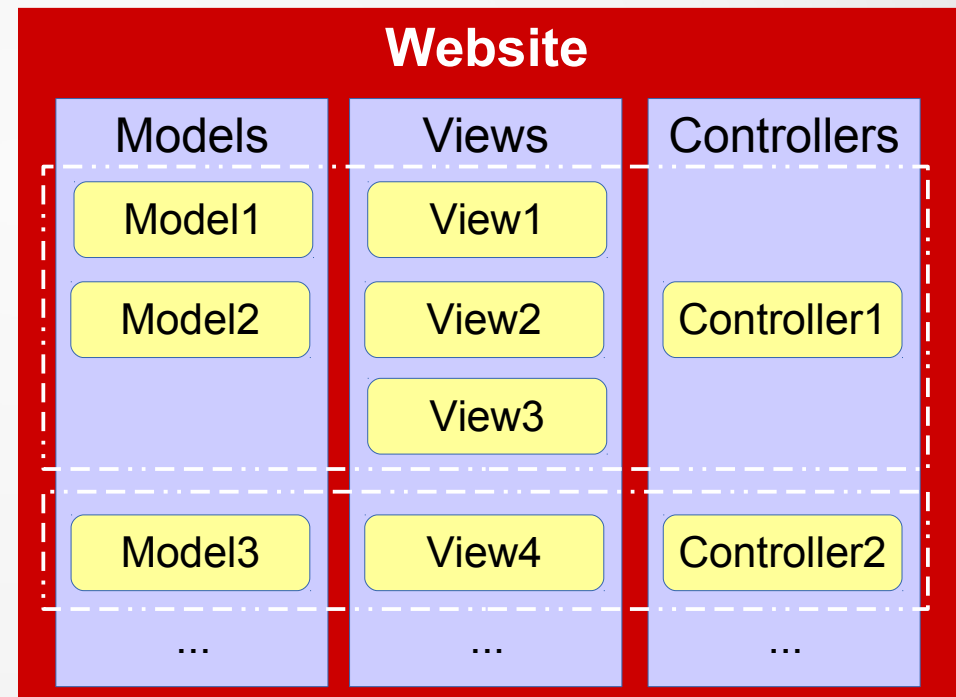 Website
Models Views Controllers
Model1 View1
Model2 View2 Controller1
View3
Model3 View4 Controller2
... ... ...